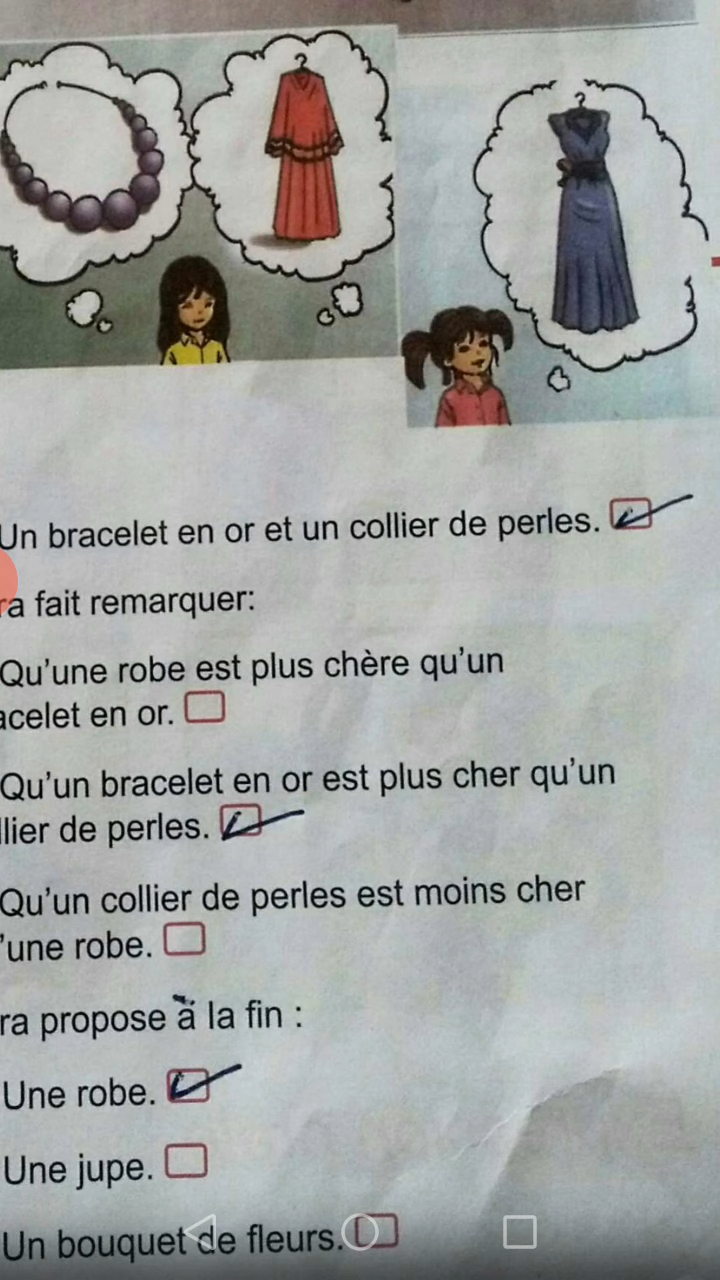 Un bracelet en or et un collier de perles.
ra fait remarquer:
Qu'une robe est plus chère qu'un
acelet en or.
Qu'un bracelet en or est plus cher qu'un
llier de perles.
Qu'un collier de perles est moins cher
'une robe.
ra propose à la fin :
Une robe.
Une jupe.
Un bouquet de fleurs.